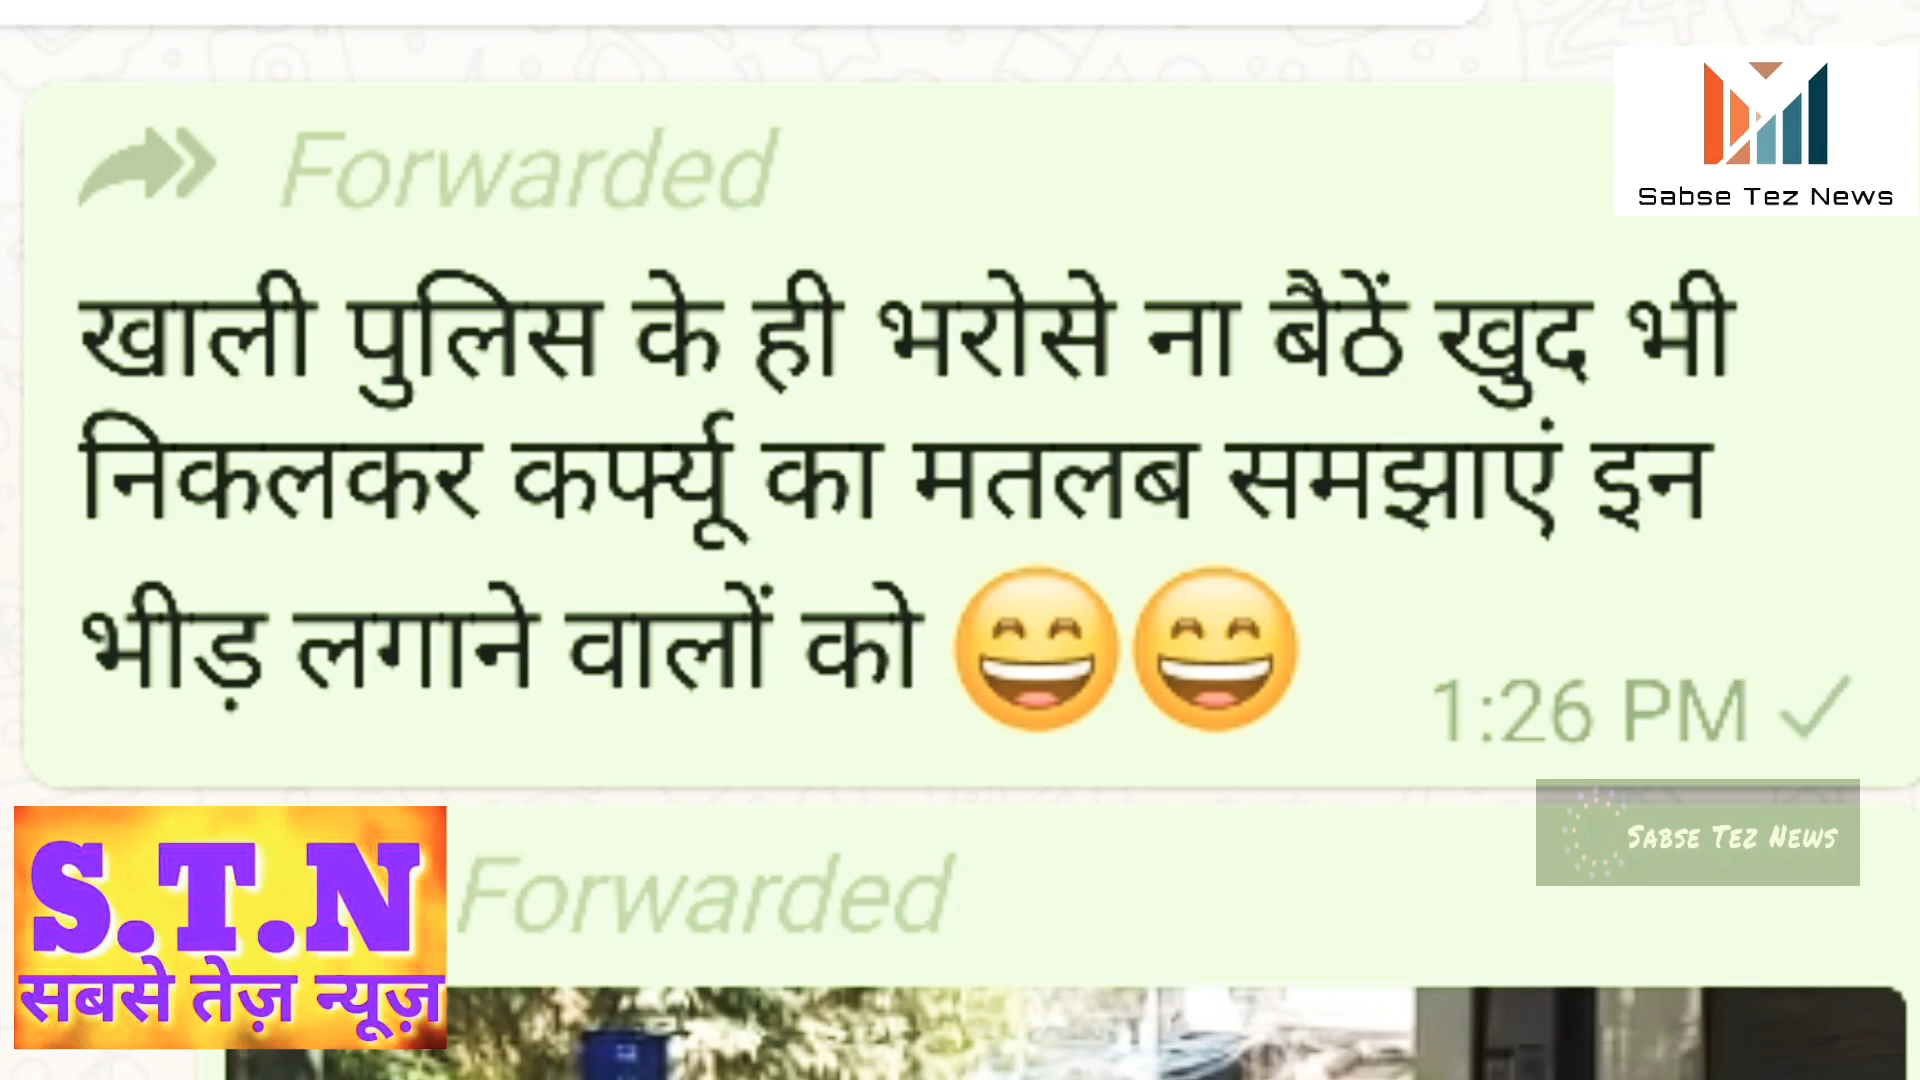 Forwarded
Sabse Tez News
खाली पुलिस के ही भरोसे ना बैठें खुद भी
निकलकर कर्फ्यू का मतलब समझाएं इन
भीड़ लगाने वालों को 😄😄
1:26 PM
Sabse Tez News
S.T.N
सबसे तेज़ न्यूज़
Forwarded